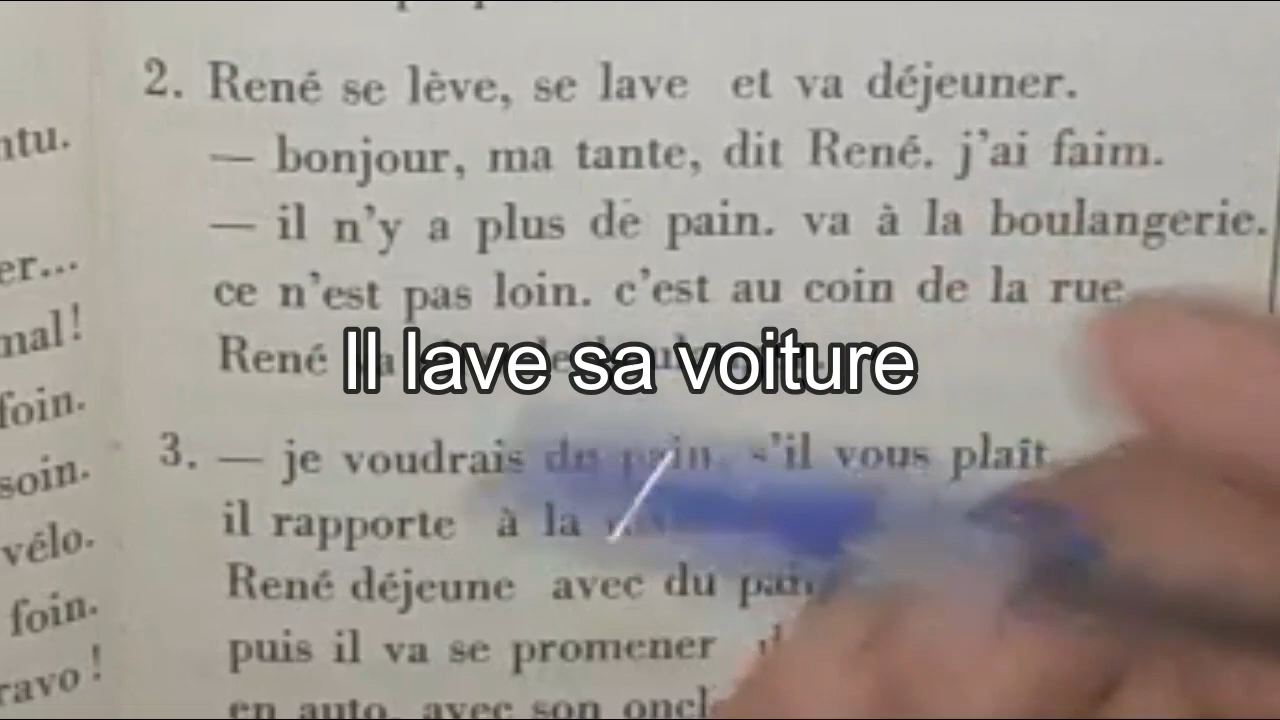 ntu.
er...
mal!
foin.
soin.
vélo.
foin.
ravo!
2. René se lève, se lave et va déjeuner.
— bonjour, ma tante, dit René. j'ai faim.
— il n'y a plus de pain. va à la boulangerie.
ce n'est pas loin. c'est au coin de la rue
René
Il lave sa voiture
3. — je voudrais du pain, s'il vous plaît
il rapporte à la
René déjeune avec du pain
puis il va se promener
en auto, avec son oncle